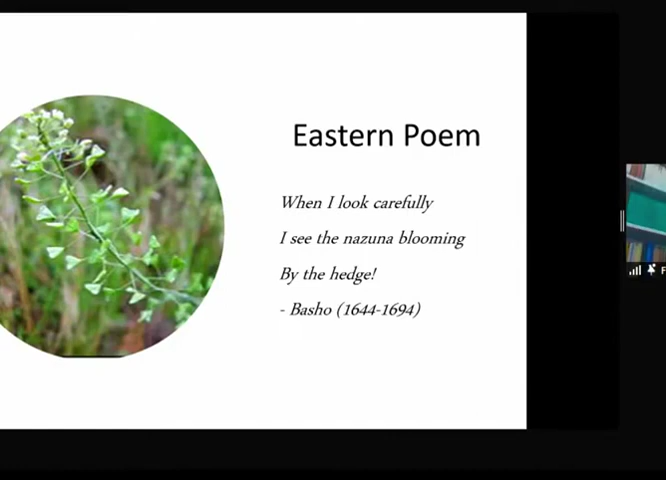 Eastern Poem
When I look carefully
I see the nazuna blooming
By the hedge!
- Basho (1644-1694)
F